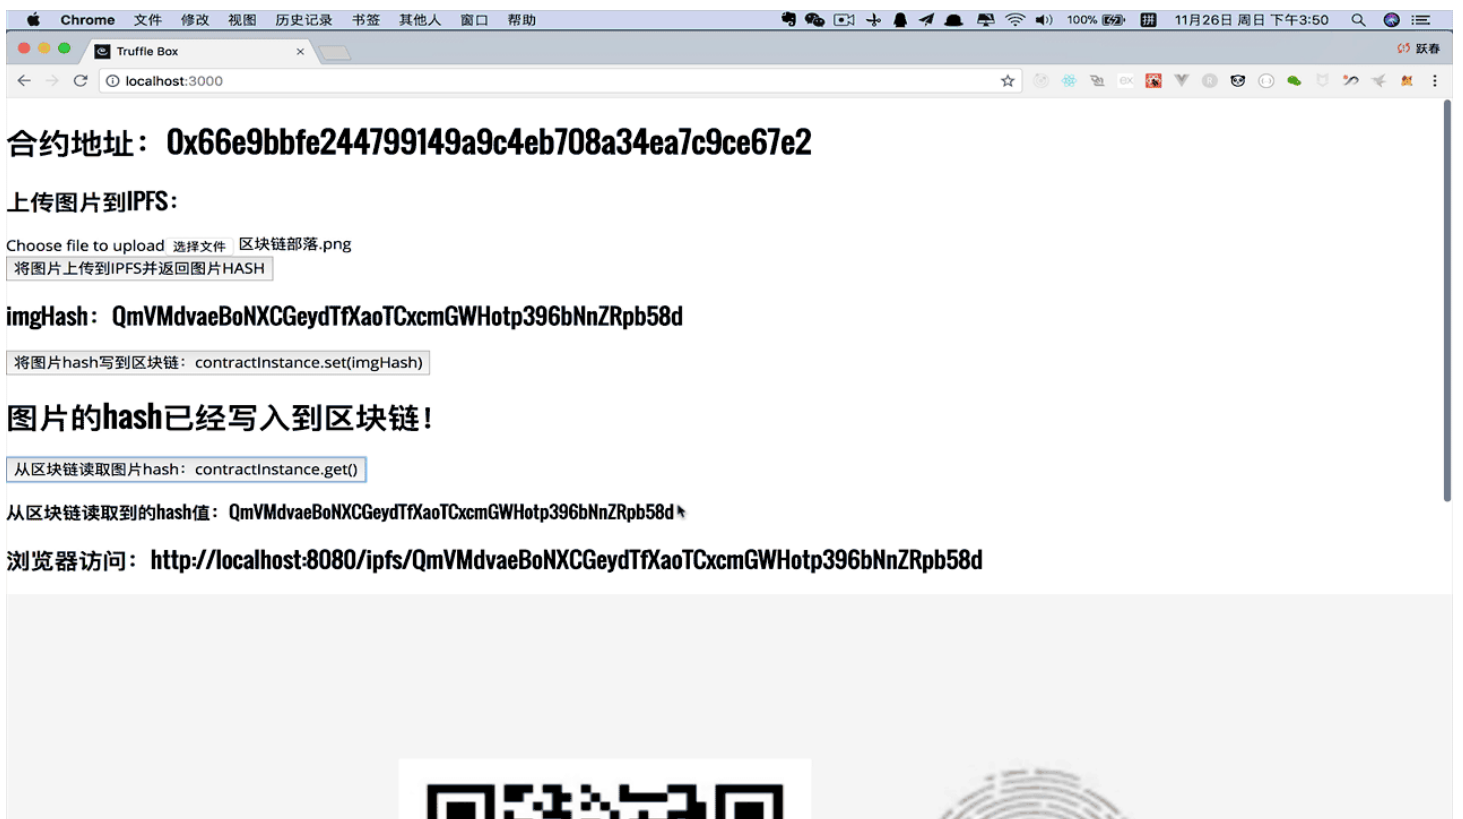 Chrome 文件 修改 视图 历史记录 书签 其他人 窗口 帮助 100% 拼 11月26日 周日 下午3:50
Truffle Box × 跃春
localhost:3000
合约地址：0x66e9bbfe244799149a9c4eb708a34ea7c9ce67e2
上传图片到IPFS：
Choose file to upload 选择文件 区块链部落.png
将图片上传到IPFS并返回图片HASH
imgHash：QmVMdvaeBoNXCGeydTfXaoTCxcmGWHotp396bNnZRpb58d
将图片hash写到区块链：contractInstance.set(imgHash)
图片的hash已经写入到区块链！
从区块链读取图片hash：contractInstance.get()
从区块链读取到的hash值：QmVMdvaeBoNXCGeydTfXaoTCxcmGWHotp396bNnZRpb58d
浏览器访问：http://localhost:8080/ipfs/QmVMdvaeBoNXCGeydTfXaoTCxcmGWHotp396bNnZRpb58d